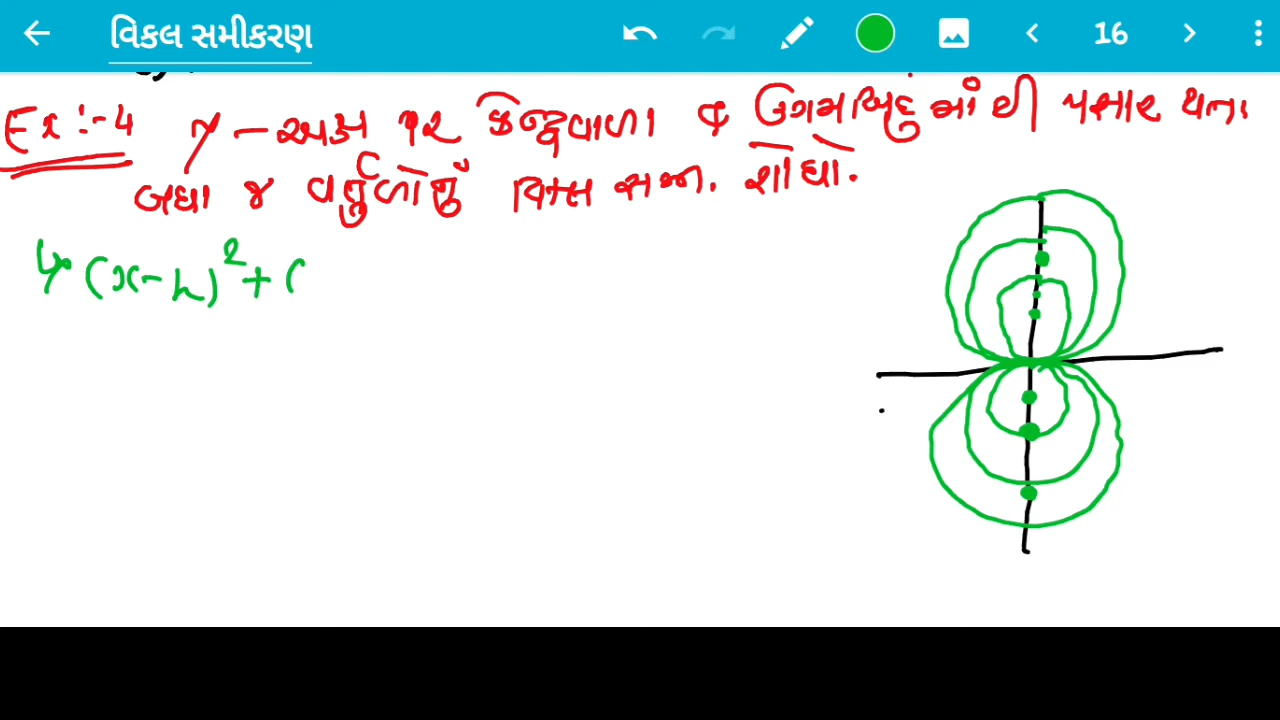 વિકલ સમીકરણ
16
Ex :- 4 y - અક્ષ પર કેન્દ્રવાળા ઉગમબિંદુમાંથી પસાર થતા
બધા જ વર્તુળોનું વિકલ સમી. શોધો.
↳ (x-h)² + (